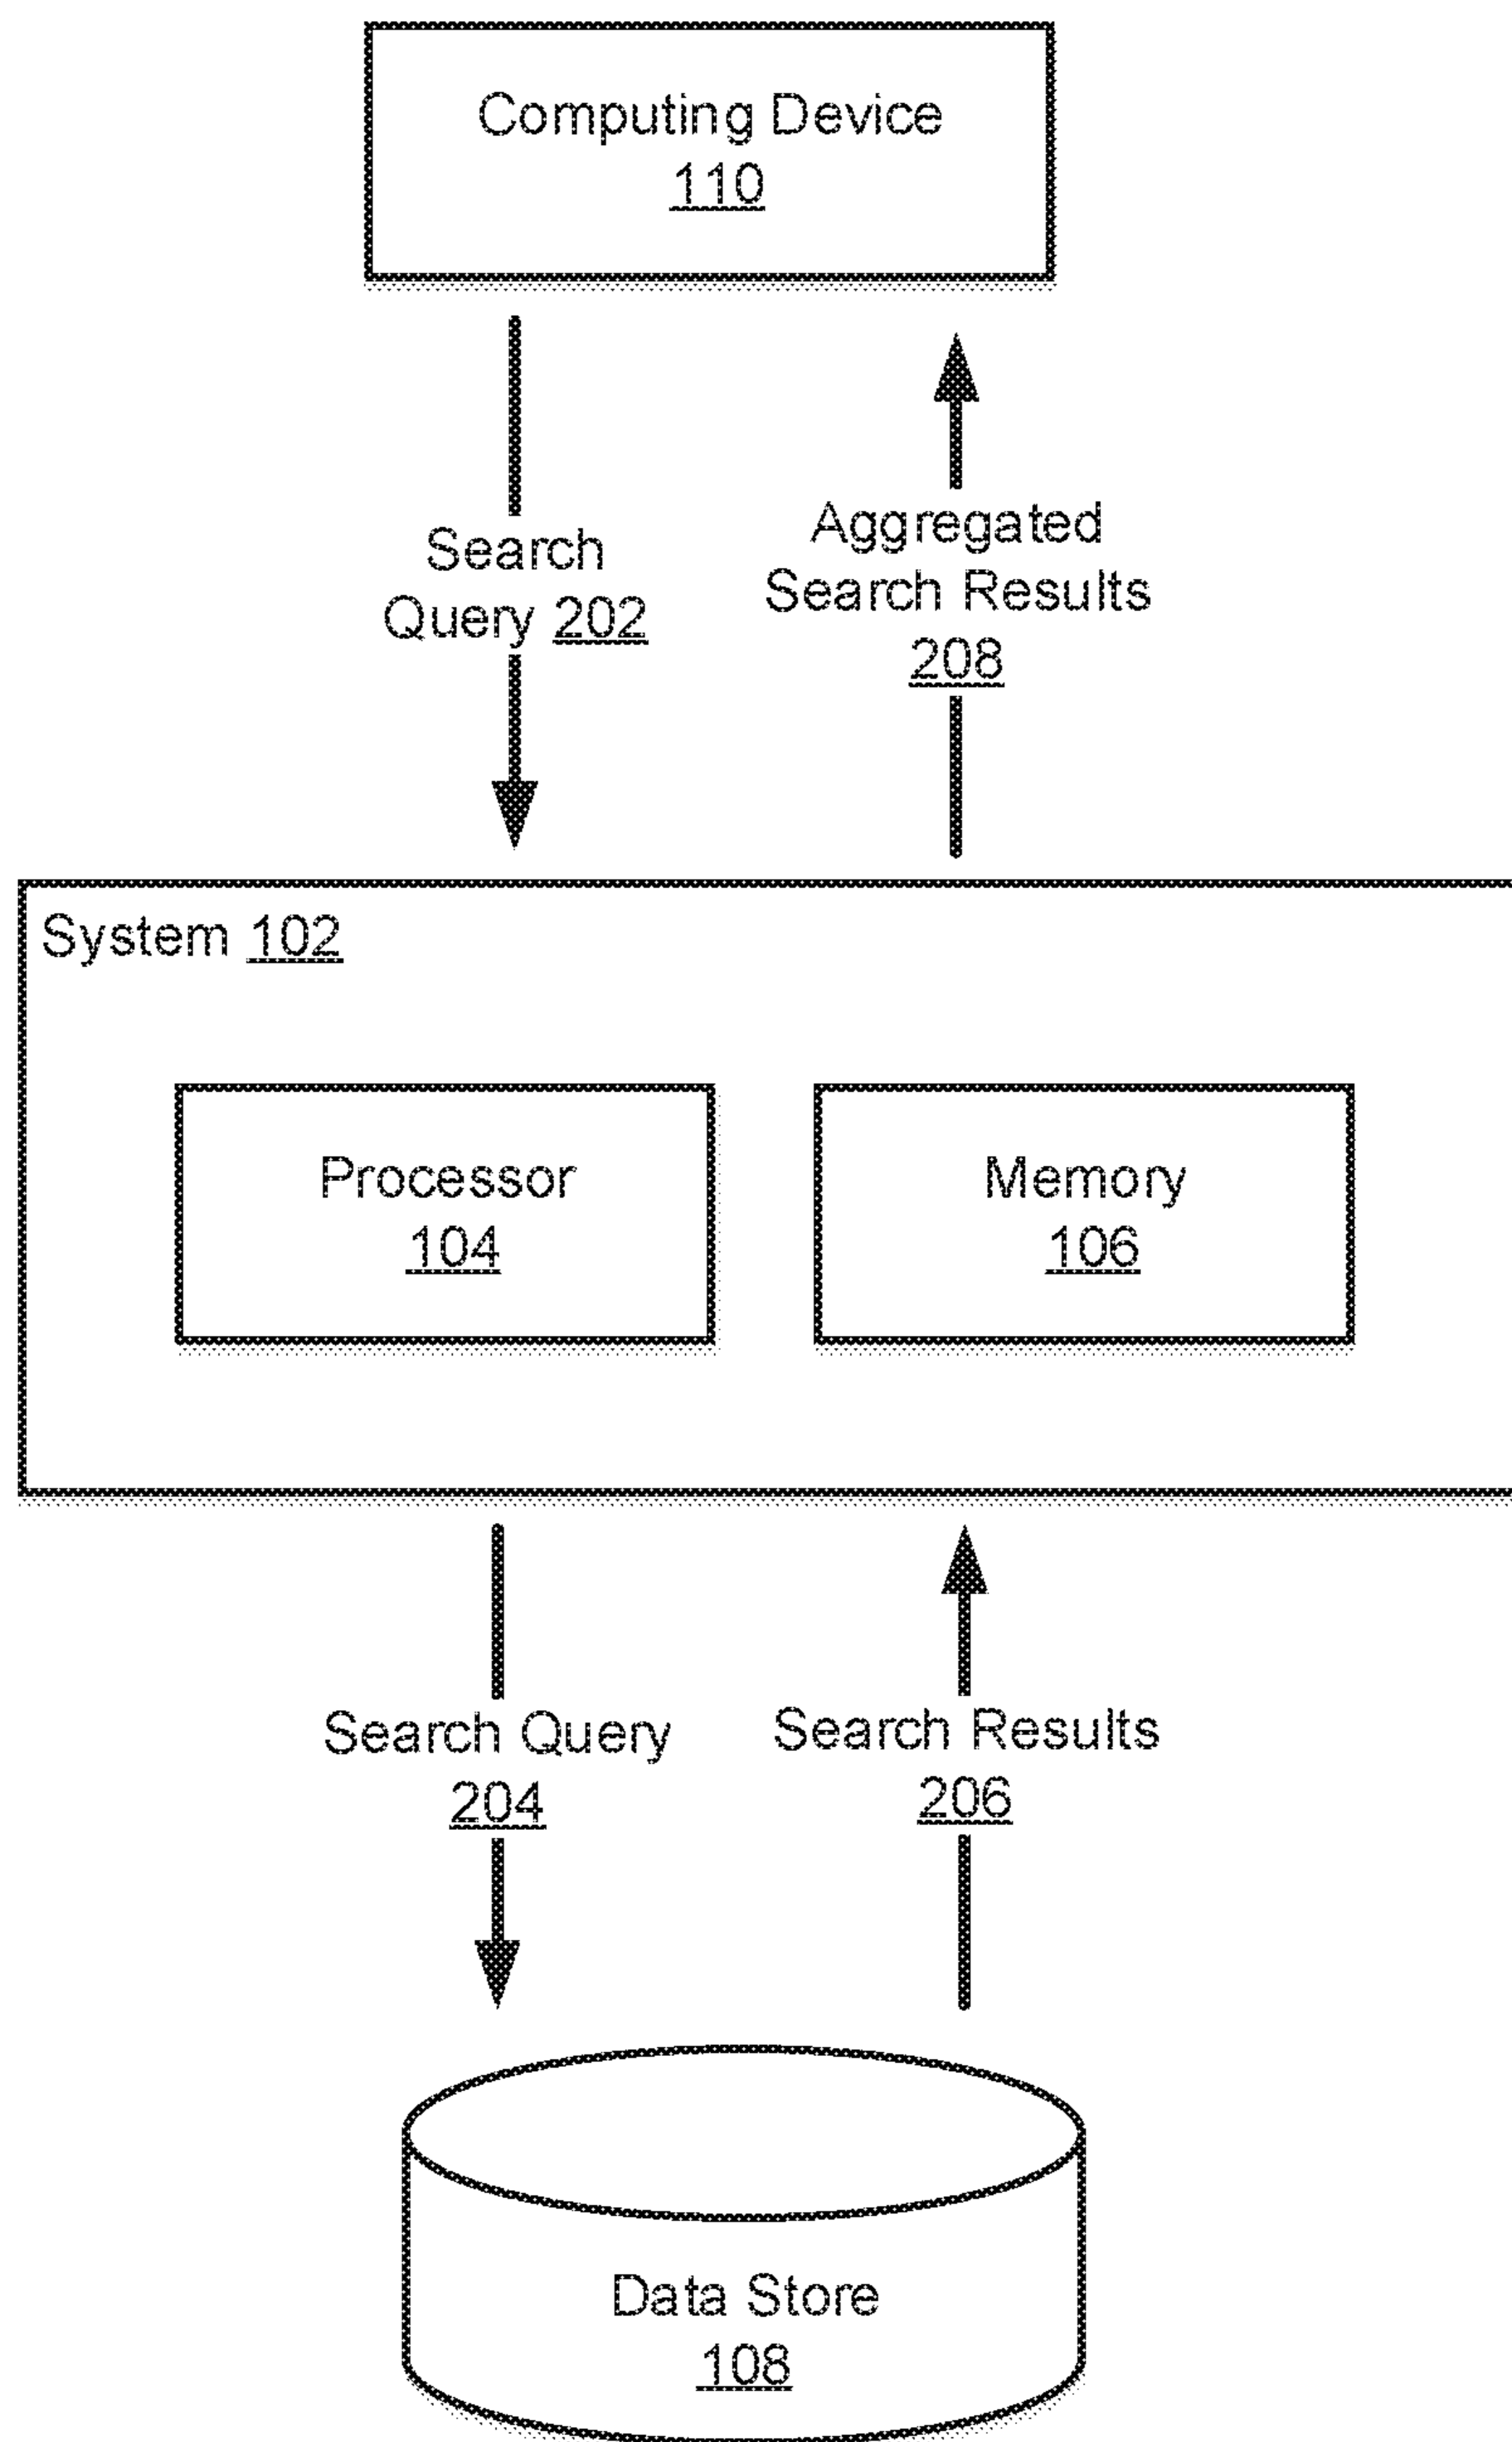 Computing Device
110
Search
Query 202
Aggregated
Search Results
208
System 102
Processor
104
Memory
106
Search Query
204
Search Results
206
Data Store
108